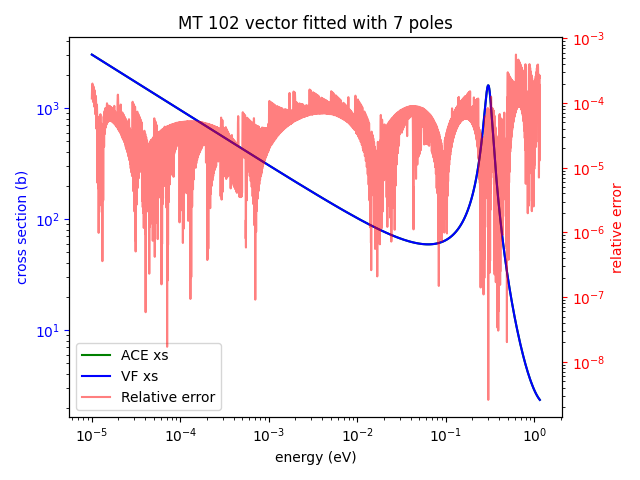 MT 102 vector fitted with 7 poles
cross section (b)
10³
10²
10¹
10⁻³
10⁻⁴
10⁻⁵
10⁻⁶
10⁻⁷
10⁻⁸
relative error
ACE xs
VF xs
Relative error
10⁻⁵ 10⁻⁴ 10⁻³ 10⁻² 10⁻¹ 10⁰
energy (eV)